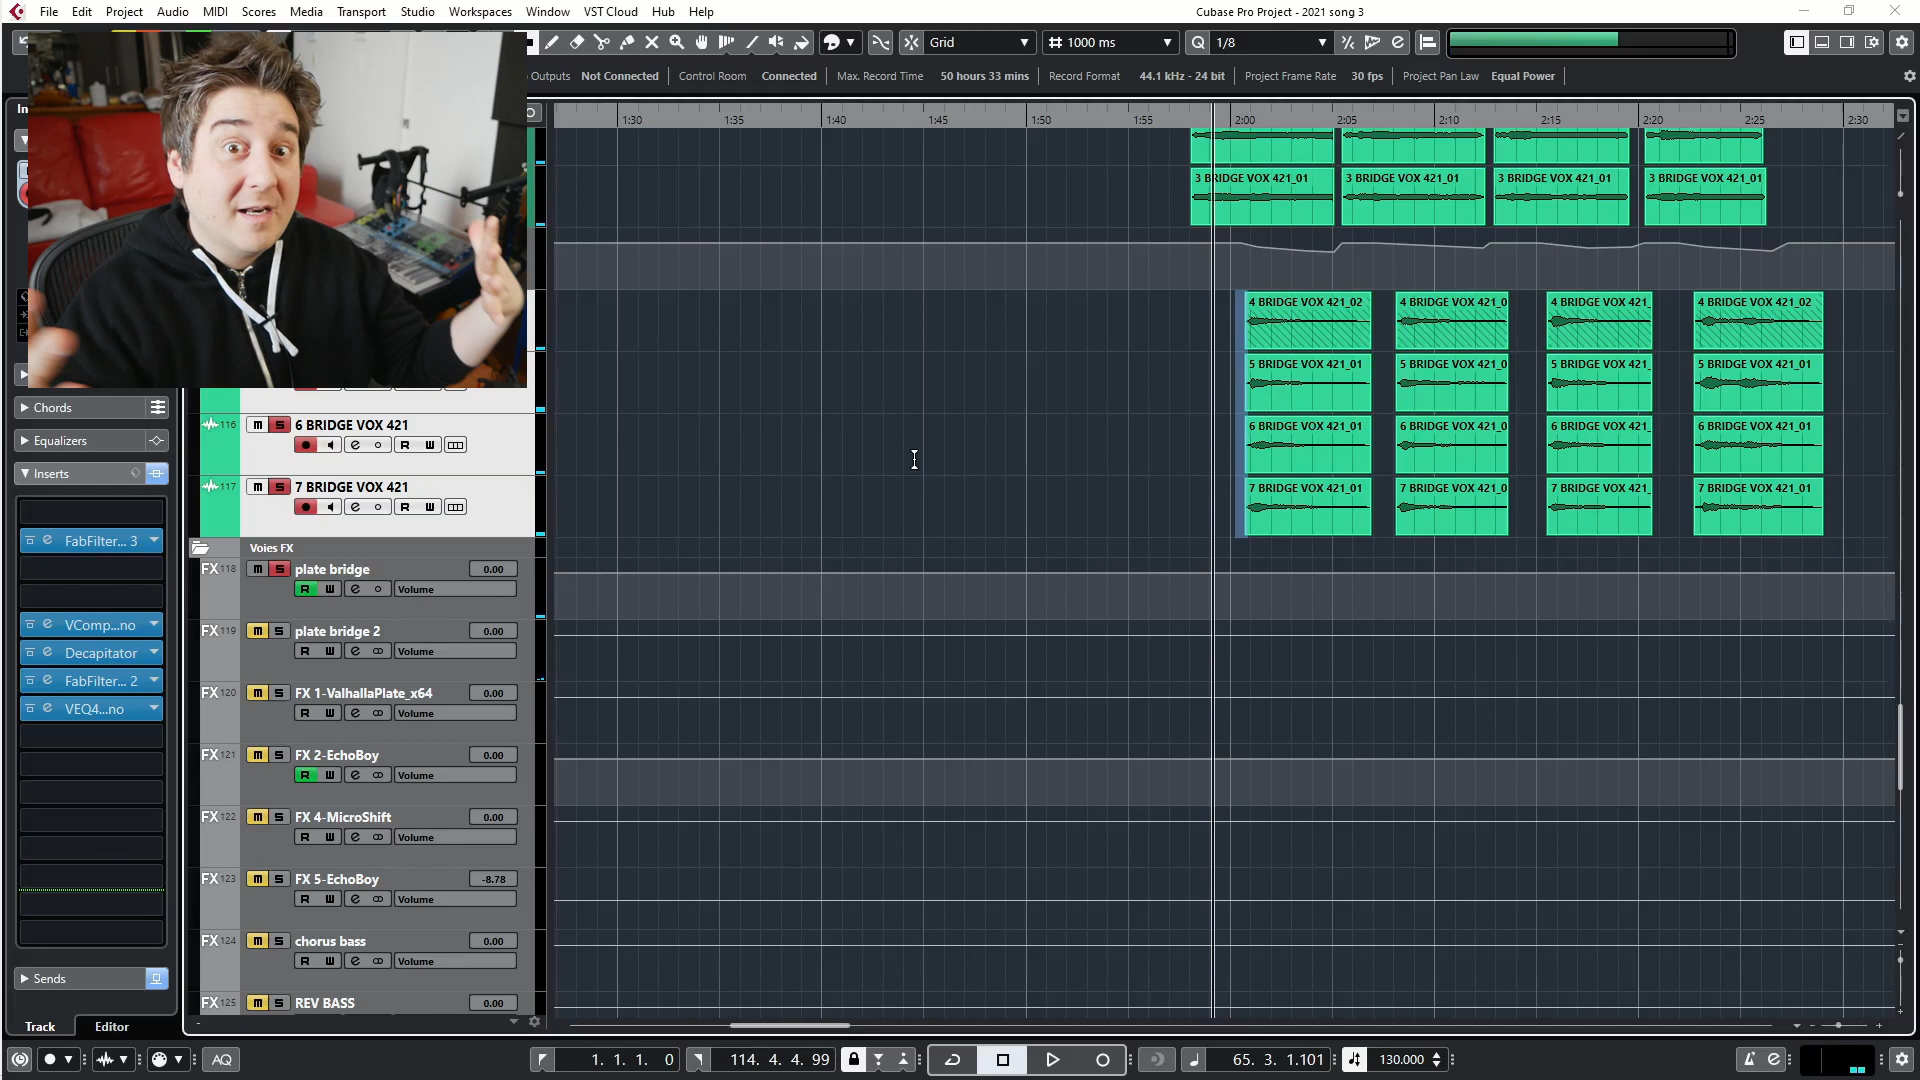 File Edit Project Audio MIDI Scores Media Transport Studio Workspaces Window VST Cloud Hub Help
Cubase Pro Project - 2021 song 3
Grid
1000 ms
Q 1/8
Outputs Not Connected
Control Room Connected
Max. Record Time 50 hours 33 mins
Record Format 44.1 kHz - 24 bit
Project Frame Rate 30 fps
Project Pan Law Equal Power
In
1:30 1:35 1:40 1:45 1:50 1:55 2:00 2:05 2:10 2:15 2:20 2:25 2:30
3 BRIDGE VOX 421_01 3 BRIDGE VOX 421_01 3 BRIDGE VOX 421_01 3 BRIDGE VOX 421_01
4 BRIDGE VOX 421_02 4 BRIDGE VOX 421_0 4 BRIDGE VOX 421_ 4 BRIDGE VOX 421_02
5 BRIDGE VOX 421_01 5 BRIDGE VOX 421_0 5 BRIDGE VOX 421_ 5 BRIDGE VOX 421_01
6 BRIDGE VOX 421_01 6 BRIDGE VOX 421_0 6 BRIDGE VOX 421_ 6 BRIDGE VOX 421_01
7 BRIDGE VOX 421_01 7 BRIDGE VOX 421_0 7 BRIDGE VOX 421_ 7 BRIDGE VOX 421_01
Chords
Equalizers
Inserts
FabFilter... 3
VComp...no
Decapitator
FabFilter... 2
VEQ4...no
Sends
Track Editor
116 m S 6 BRIDGE VOX 421
e R W
117 m S 7 BRIDGE VOX 421
e R W
Voies FX
FX 118 m S plate bridge 0.00
R W e Volume
FX 119 m S plate bridge 2 0.00
R W e Volume
FX 120 m S FX 1-ValhallaPlate_x64 0.00
R W e Volume
FX 121 m S FX 2-EchoBoy 0.00
R W e Volume
FX 122 m S FX 4-MicroShift 0.00
R W e Volume
FX 123 m S FX 5-EchoBoy -8.78
R W e Volume
FX 124 m S chorus bass 0.00
R W e Volume
FX 125 m S REV BASS 0.00
AQ
1. 1. 1. 0
114. 4. 4. 99
65. 3. 1.101
130.000